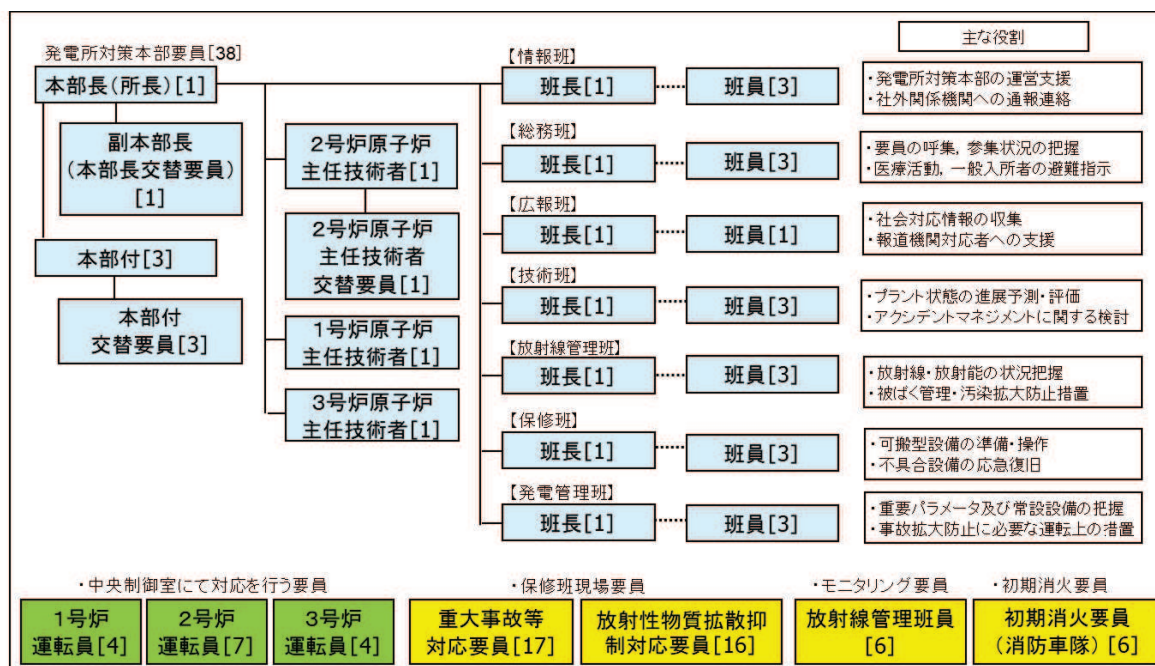 発電所対策本部要員[38]
本部長(所長)[1]
副本部長
(本部長交替要員)
[1]
本部付[3]
本部付
交替要員[3]
2号炉原子炉
主任技術者[1]
2号炉原子炉
主任技術者
交替要員[1]
1号炉原子炉
主任技術者[1]
3号炉原子炉
主任技術者[1]
主な役割
【情報班】
班長[1]
班員[3]
・発電所対策本部の運営支援
・社外関係機関への通報連絡
【総務班】
班長[1]
班員[3]
・要員の呼集, 参集状況の把握
・医療活動, 一般入所者の避難指示
【広報班】
班長[1]
班員[1]
・社会対応情報の収集
・報道機関対応者への支援
【技術班】
班長[1]
班員[3]
・プラント状態の進展予測・評価
・アクシデントマネジメントに関する検討
【放射線管理班】
班長[1]
班員[3]
・放射線・放射能の状況把握
・被ばく管理・汚染拡大防止措置
【保修班】
班長[1]
班員[3]
・可搬型設備の準備・操作
・不具合設備の応急復旧
【発電管理班】
班長[1]
班員[3]
・重要パラメータ及び常設設備の把握
・事故拡大防止に必要な運転上の措置
・中央制御室にて対応を行う要員
1号炉
運転員[4]
2号炉
運転員[7]
3号炉
運転員[4]
・保修班現場要員
重大事故等
対応要員[17]
放射性物質拡散抑
制対応要員[16]
・モニタリング要員
放射線管理班員
[6]
・初期消火要員
初期消火要員
(消防車隊)[6]